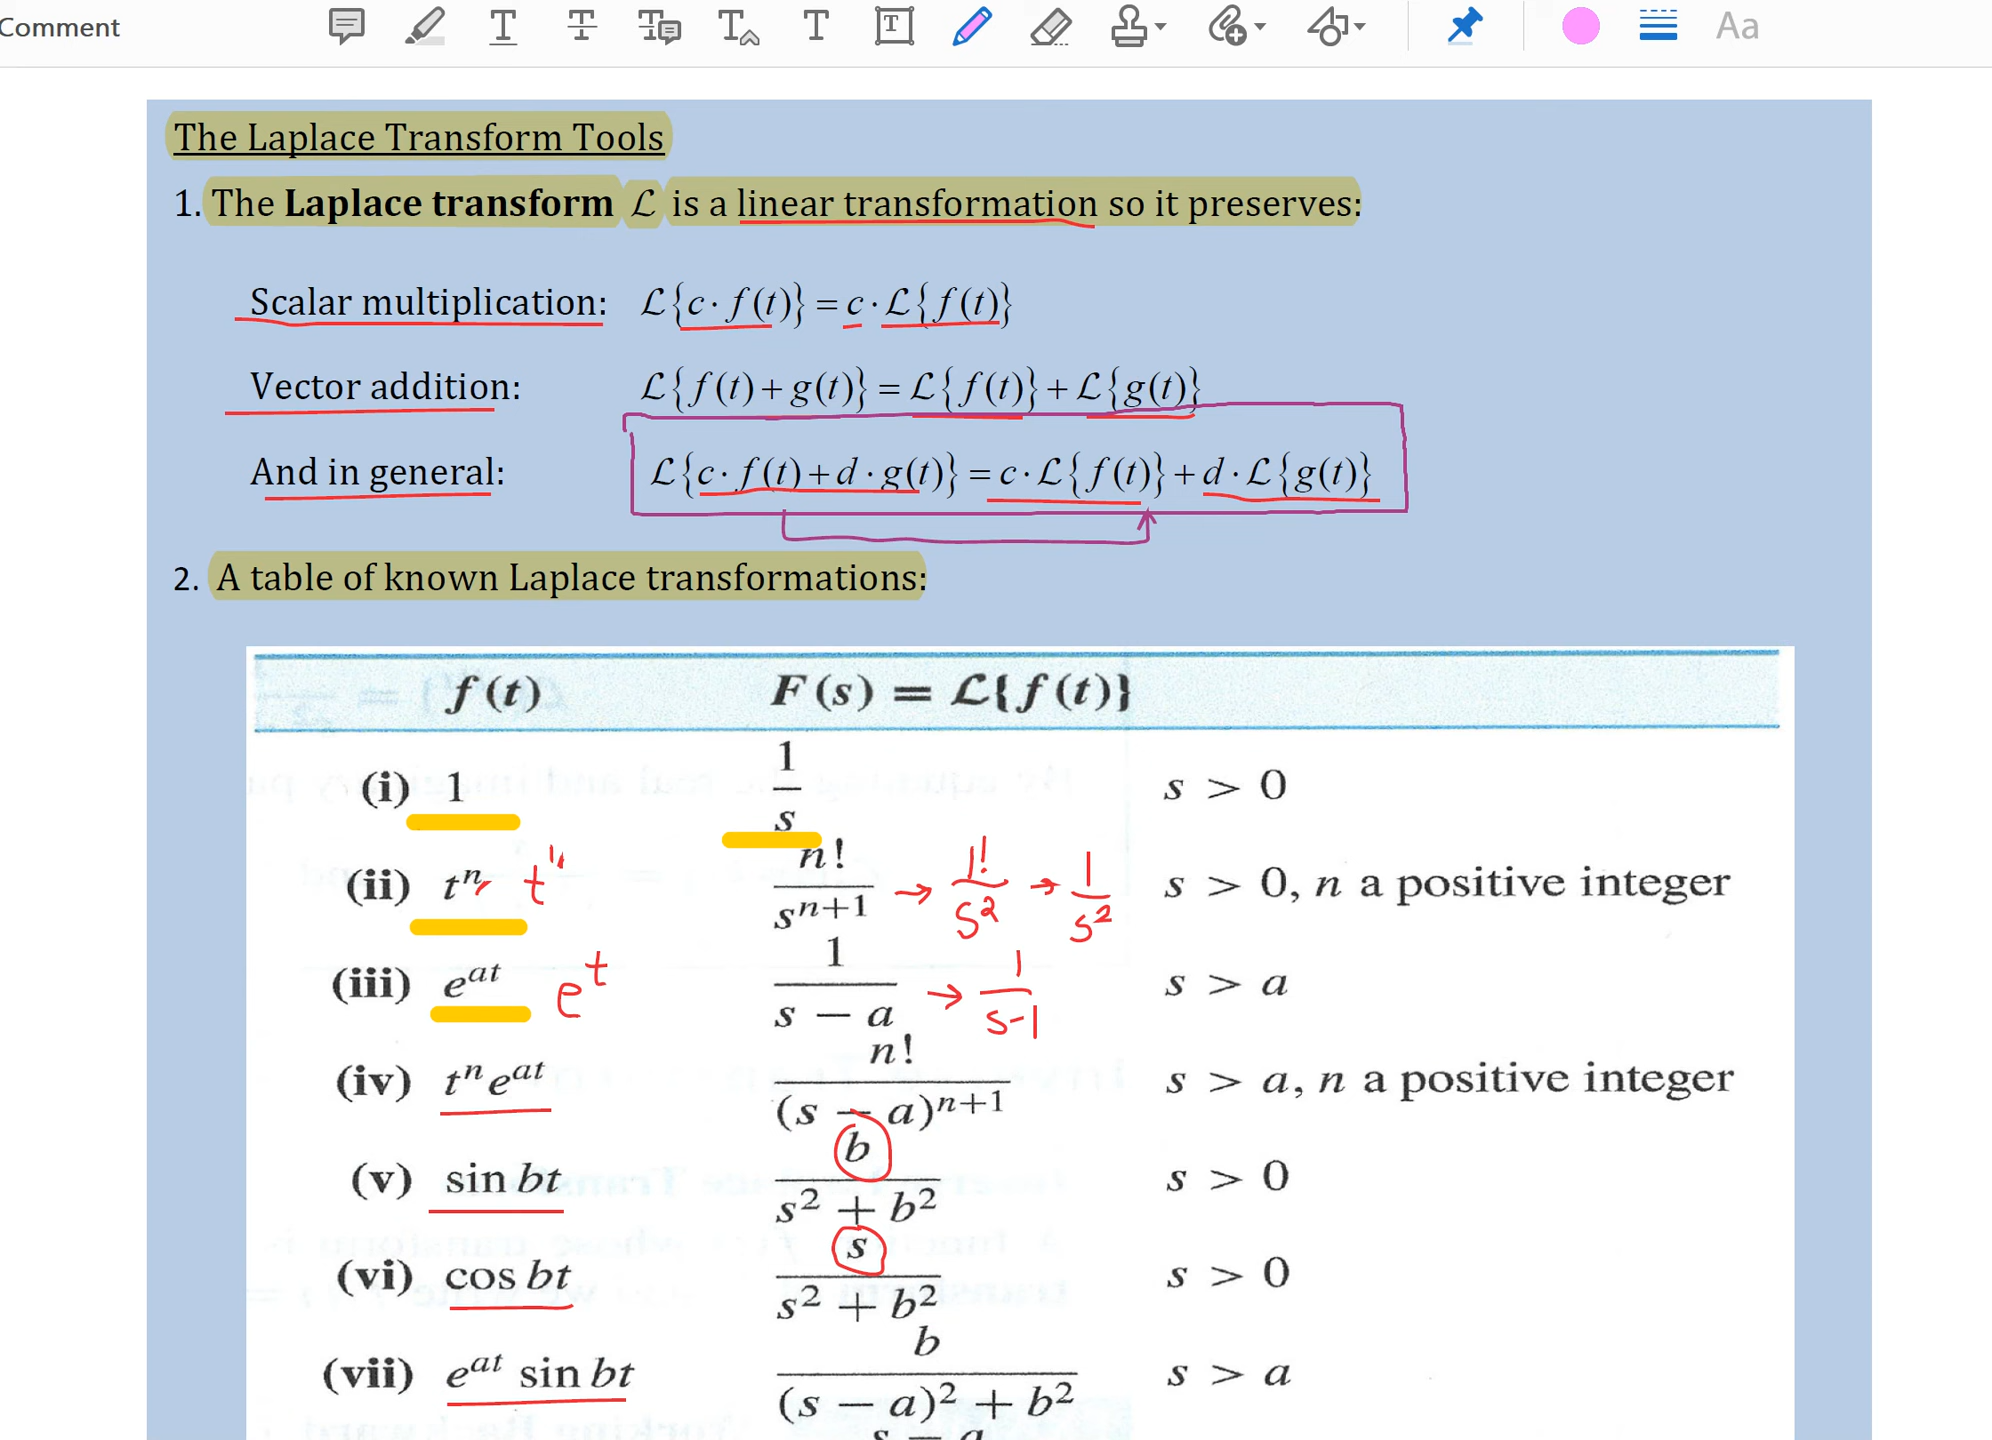 Comment
Aa
The Laplace Transform Tools
1. The Laplace transform ℒ is a linear transformation so it preserves:
Scalar multiplication: ℒ{c · f(t)} = c · ℒ{f(t)}
Vector addition: ℒ{f(t) + g(t)} = ℒ{f(t)} + ℒ{g(t)}
And in general: ℒ{c · f(t) + d · g(t)} = c · ℒ{f(t)} + d · ℒ{g(t)}
2. A table of known Laplace transformations:
f(t) F(s) = ℒ{f(t)}
(i) 1 1/s s > 0
(ii) tⁿ t¹ n!/sⁿ⁺¹ → 1!/s² → 1/s² s > 0, n a positive integer
(iii) eᵃᵗ eᵗ 1/(s − a) → 1/(s-1) s > a
(iv) tⁿeᵃᵗ n!/(s − a)ⁿ⁺¹ s > a, n a positive integer
(v) sin bt b/(s² + b²) s > 0
(vi) cos bt s/(s² + b²) s > 0
(vii) eᵃᵗ sin bt b/((s − a)² + b²) s > a
s − a